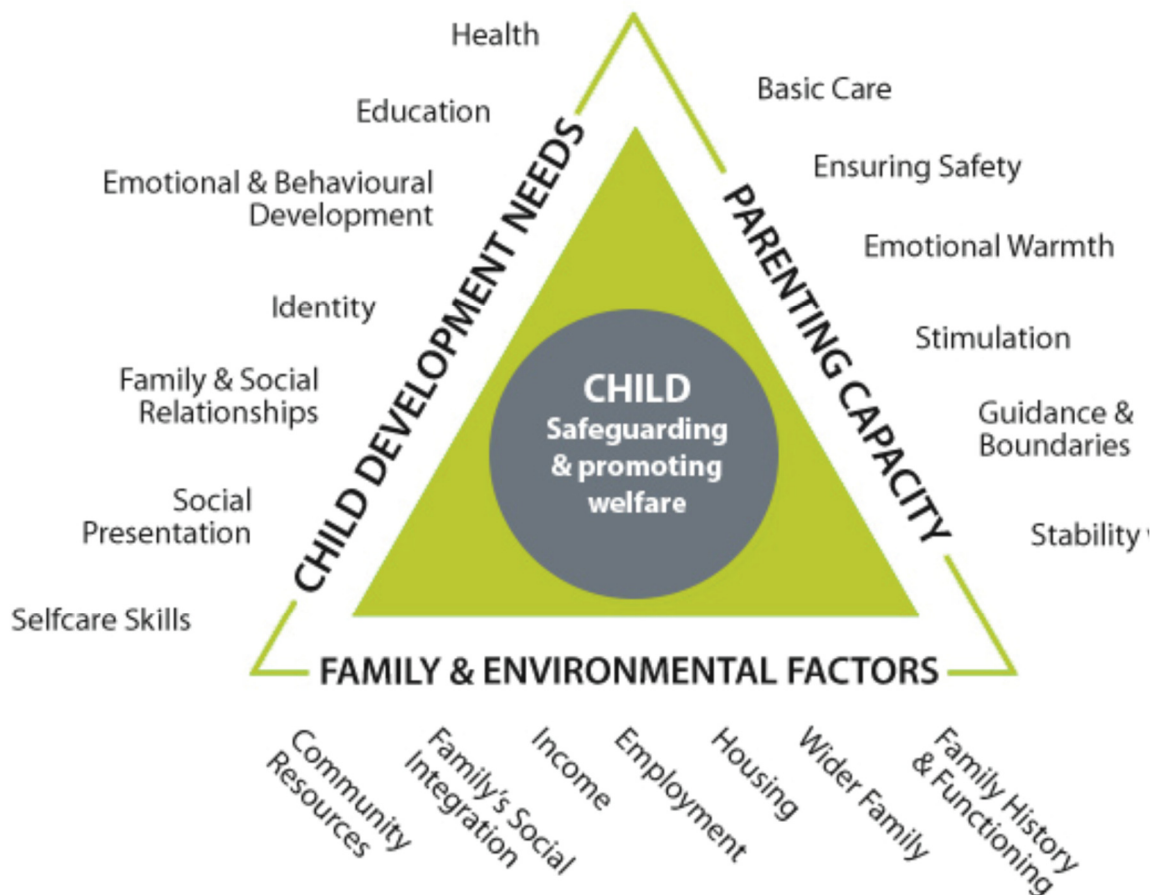 Health
Education
Emotional & Behavioural
Development
Identity
Family & Social
Relationships
Social
Presentation
Selfcare Skills
CHILD DEVELOPMENT NEEDS
CHILD
Safeguarding
& promoting
welfare
PARENTING CAPACITY
Basic Care
Ensuring Safety
Emotional Warmth
Stimulation
Guidance &
Boundaries
Stability
FAMILY & ENVIRONMENTAL FACTORS
Community
Resources
Family's Social
Integration
Income
Employment
Housing
Wider Family
Family History
& Functioning